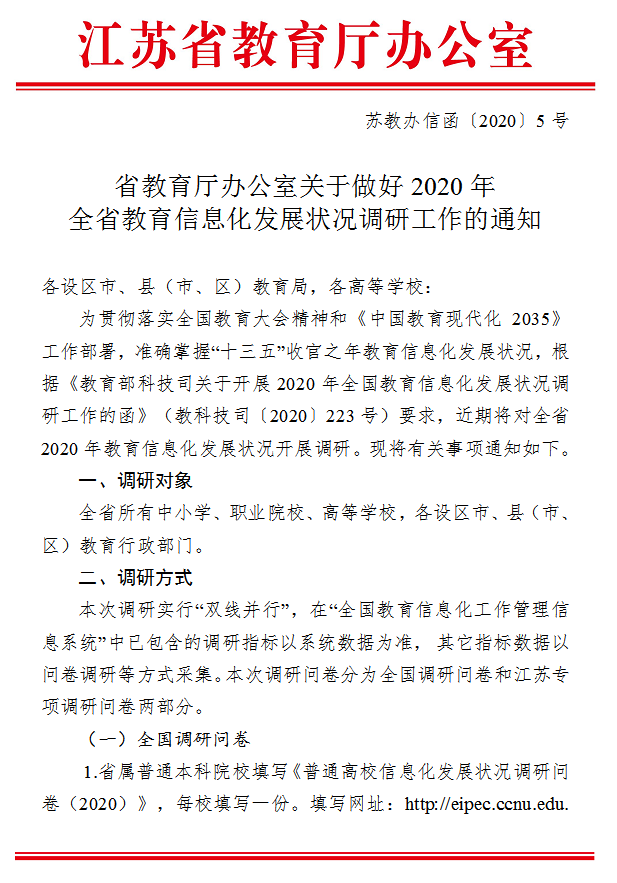 江苏省教育厅办公室
苏教办信函〔2020〕5 号
省教育厅办公室关于做好 2020 年
全省教育信息化发展状况调研工作的通知
各设区市、县（市、区）教育局，各高等学校：
为贯彻落实全国教育大会精神和《中国教育现代化 2035》
工作部署，准确掌握“十三五”收官之年教育信息化发展状况，根
据《教育部科技司关于开展 2020 年全国教育信息化发展状况调
研工作的函》（教科技司〔2020〕223 号）要求，近期将对全省
2020 年教育信息化发展状况开展调研。现将有关事项通知如下。
一、调研对象
全省所有中小学、职业院校、高等学校，各设区市、县（市、
区）教育行政部门。
二、调研方式
本次调研实行“双线并行”，在“全国教育信息化工作管理信
息系统”中已包含的调研指标以系统数据为准， 其它指标数据以
问卷调研等方式采集。本次调研问卷分为全国调研问卷和江苏专
项调研问卷两部分。
（一）全国调研问卷
1.省属普通本科院校填写《普通高校信息化发展状况调研问
卷（2020）》，每校填写一份。填写网址：http://eipec.ccnu.edu.